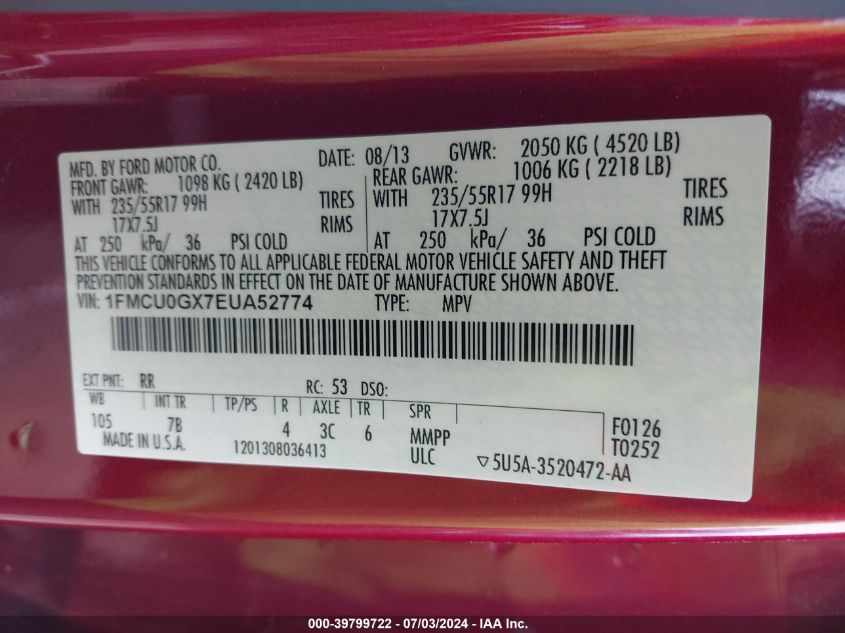 MFD. BY FORD MOTOR CO. DATE: 08/13 GVWR: 2050 KG ( 4520 LB)
FRONT GAWR: 1098 KG ( 2420 LB) REAR GAWR: 1006 KG ( 2218 LB)
WITH 235/55R17 99H TIRES WITH 235/55R17 99H TIRES
17X7.5J RIMS 17X7.5J RIMS
AT 250 kPa/ 36 PSI COLD AT 250 kPa/ 36 PSI COLD
THIS VEHICLE CONFORMS TO ALL APPLICABLE FEDERAL MOTOR VEHICLE SAFETY AND THEFT
PREVENTION STANDARDS IN EFFECT ON THE DATE OF MANUFACTURE SHOWN ABOVE.
VIN: 1FMCU0GX7EUA52774 TYPE: MPV
EXT PNT: RR RC: 53 DSO:
WB INT TR TP/PS R AXLE TR SPR
105 7B 4 3C 6 MMPP F0126
MADE IN U.S.A. 1201308036413 ULC T0252
▽5U5A-3520472-AA
000-39799722 - 07/03/2024 - IAA Inc.